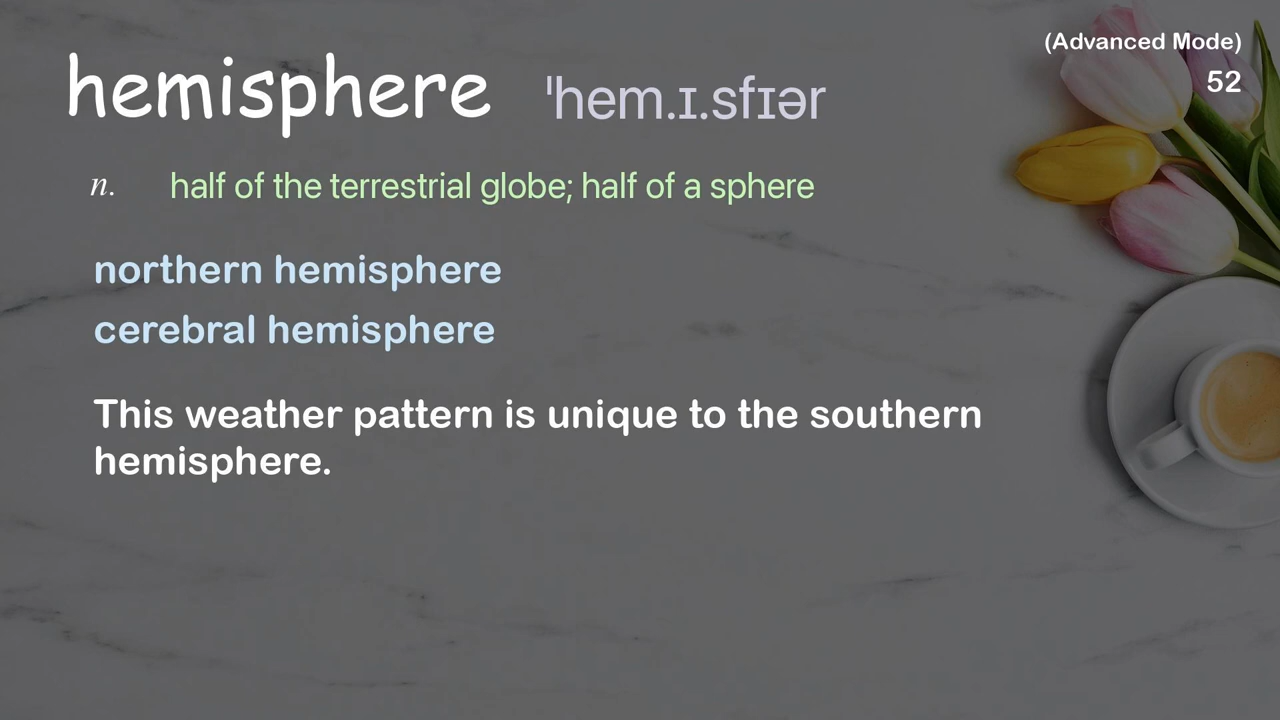 (Advanced Mode)
52
hemisphere ˈhem.ɪ.sfɪər
n. half of the terrestrial globe; half of a sphere
northern hemisphere
cerebral hemisphere
This weather pattern is unique to the southern
hemisphere.